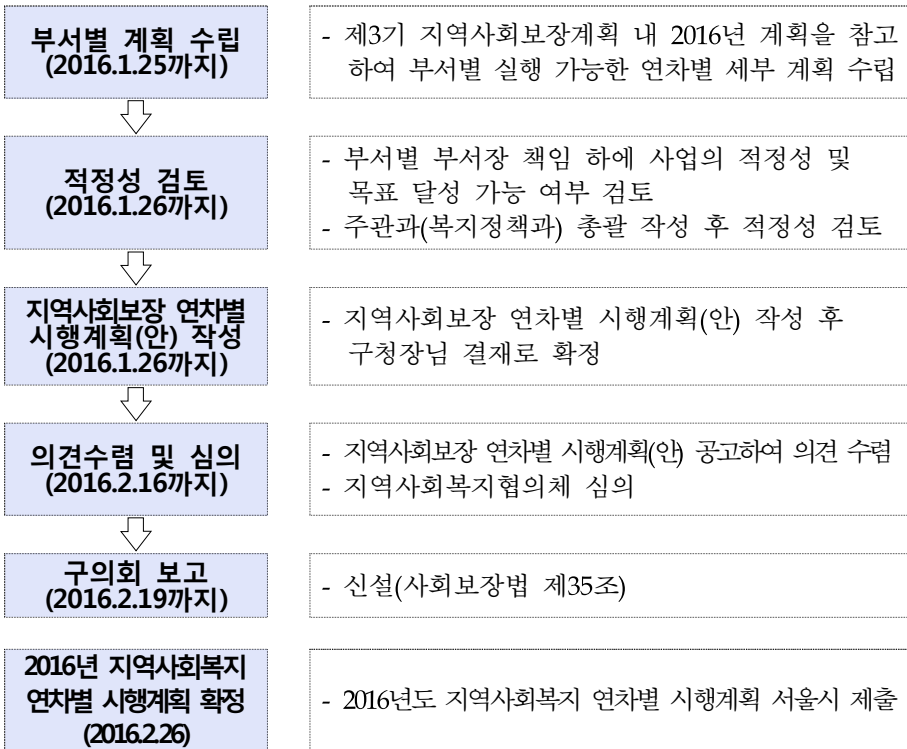 부서별 계획 수립
(2016.1.25까지)
- 제3기 지역사회보장계획 내 2016년 계획을 참고
하여 부서별 실행 가능한 연차별 세부 계획 수립
적정성 검토
(2016.1.26까지)
- 부서별 부서장 책임 하에 사업의 적정성 및
목표 달성 가능 여부 검토
- 주관과(복지정책과) 총괄 작성 후 적정성 검토
지역사회보장 연차별
시행계획(안) 작성
(2016.1.26까지)
- 지역사회보장 연차별 시행계획(안) 작성 후
구청장님 결재로 확정
의견수렴 및 심의
(2016.2.16까지)
- 지역사회보장 연차별 시행계획(안) 공고하여 의견 수렴
- 지역사회복지협의체 심의
구의회 보고
(2016.2.19까지)
- 신설(사회보장법 제35조)
2016년 지역사회복지
연차별 시행계획 확정
(2016.2.26)
- 2016년도 지역사회복지 연차별 시행계획 서울시 제출